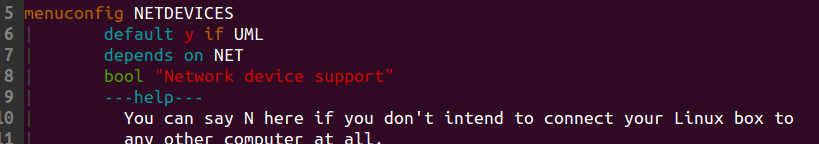 5 menuconfig NETDEVICES
6 | default y if UML
7 | depends on NET
8 | bool "Network device support"
9 | ---help---
10 | You can say N here if you don't intend to connect your Linux box to
11 | any other computer at all.